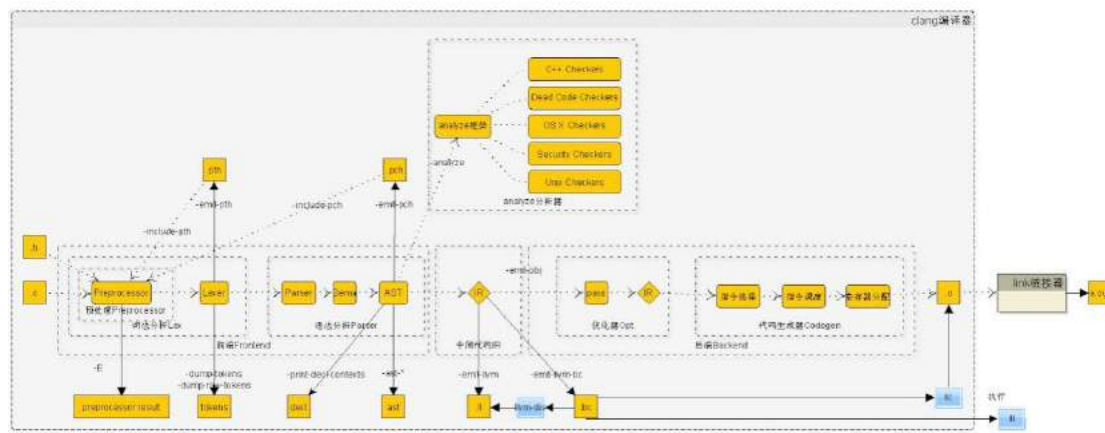 clang编译器
C++ Checkers
Dead Code Checkers
analyze框架
OS X Checkers
Security Checkers
Unix Checkers
analyze分析器
-analyze
pth
pch
-emit-pth
-include-pch
-emit-pch
-include-pth
.h
.c
Preprocessor
预处理Preprocessor
Lexer
词法分析Lex
Parser
Sema
AST
语法分析Parser
前端Frontend
IR
中间代码IR
-emit-obj
pass
IR
优化器Opt
指令选择
指令调度
寄存器分配
代码生成器Codegen
后端Backend
.o
link链接器
-E
-dump-tokens
-dump-raw-tokens
-print-decl-contexts
-ast-*
-emit-llvm
-emit-llvm-bc
preprocessor result
tokens
decl
ast
.ll
llvm-dis
.bc
llc
执行
lli